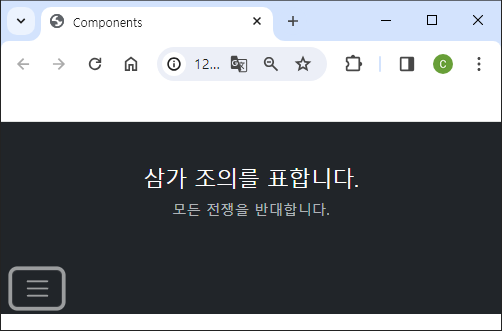 Components
12...
C
삼가 조의를 표합니다.
모든 전쟁을 반대합니다.